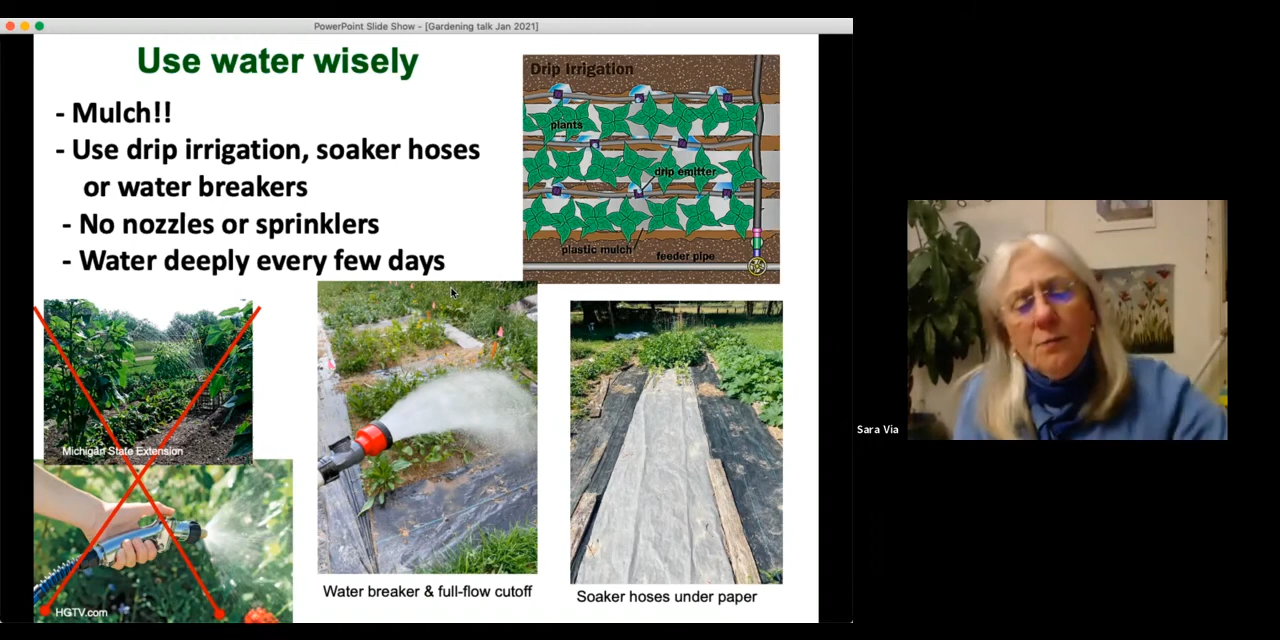 PowerPoint Slide Show - [Gardening talk Jan 2021]
Use water wisely
- Mulch!!
- Use drip irrigation, soaker hoses
or water breakers
- No nozzles or sprinklers
- Water deeply every few days
Drip Irrigation
plants
drip emitter
plastic mulch
feeder pipe
Michigan State Extension
HGTV.com
Water breaker & full-flow cutoff
Soaker hoses under paper
Sara Via